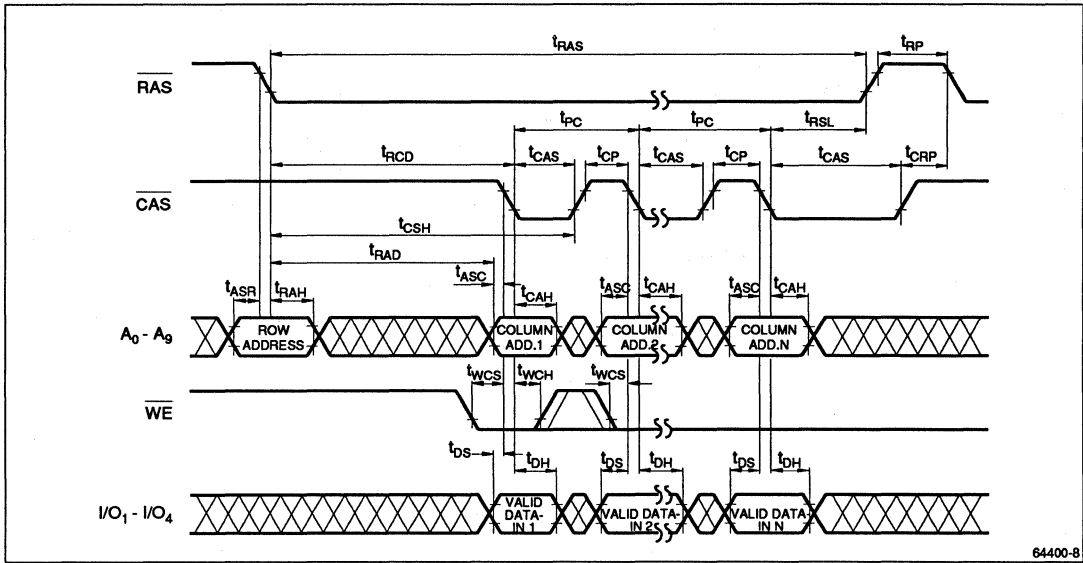 tRAS
tRP
RAS
tPC
tPC
tRSL
tRCD
tCAS
tCP
tCAS
tCP
tCAS
tCRP
CAS
tCSH
tRAD
tASR
tRAH
tASC
tCAH
tASC
tCAH
tASC
tCAH
A0 - A9
ROW
ADDRESS
COLUMN
ADD.1
COLUMN
ADD.2
COLUMN
ADD.N
tWCS
tWCH
tWCS
WE
tDS
tDH
tDS
tDH
tDS
tDH
I/O1 - I/O4
VALID
DATA-
IN 1
VALID DATA-
IN 2
VALID DATA-
IN N
64400-8